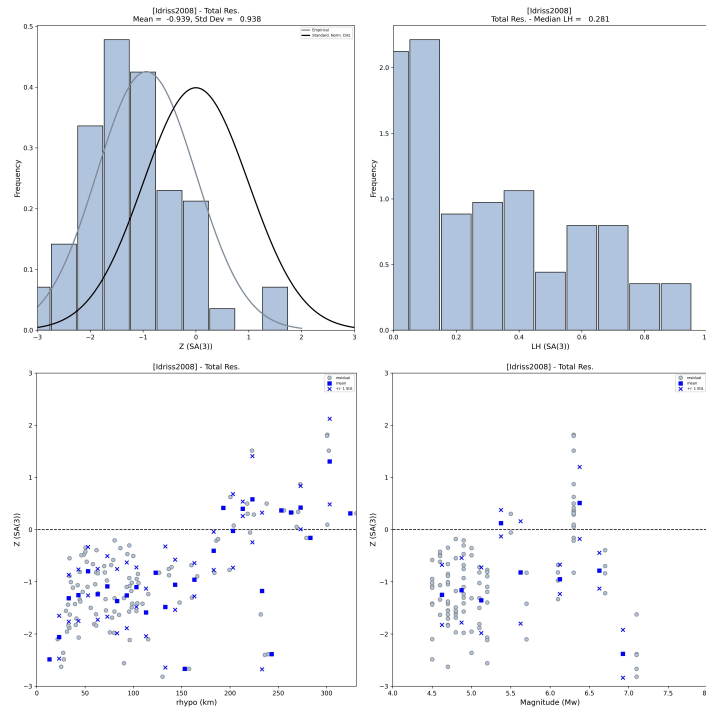 [Idriss2008] - Total Res.
Mean = -0.939, Std Dev = 0.938
Empirical
Standard Norm. Dist.
0.5
0.4
0.3
0.2
0.1
0.0
Frequency
−3 −2 −1 0 1 2 3
Z (SA(3))
[Idriss2008]
Total Res. - Median LH = 0.281
2.0
1.5
1.0
0.5
0.0
Frequency
0.0 0.2 0.4 0.6 0.8 1.0
LH (SA(3))
[Idriss2008] - Total Res.
residual
mean
+/- 1 Std.
3
2
1
0
−1
−2
−3
Z (SA(3))
0 50 100 150 200 250 300
rhypo (km)
[Idriss2008] - Total Res.
residual
mean
+/- 1 Std.
3
2
1
0
−1
−2
−3
Z (SA(3))
4.0 4.5 5.0 5.5 6.0 6.5 7.0 7.5 8.0
Magnitude (Mw)